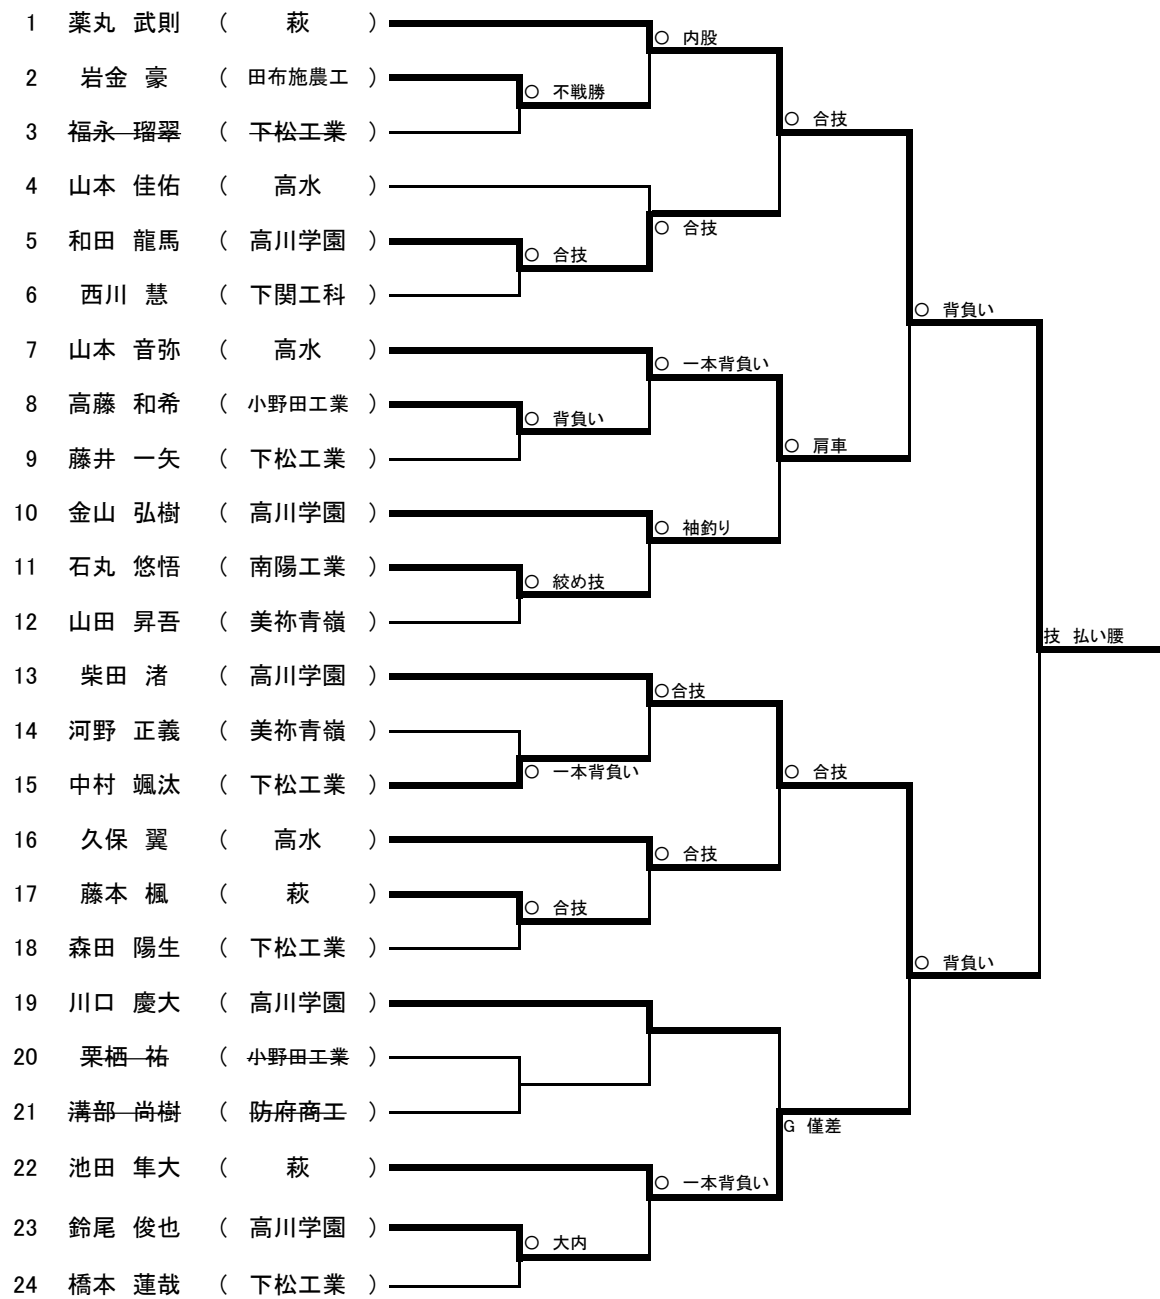 1 薬丸 武則 ( 萩 )
○ 内股
2 岩金 豪 ( 田布施農工 )
○ 不戦勝
3 福永 瑠翠 ( 下松工業 )
○ 合技
4 山本 佳佑 ( 高水 )
○ 合技
5 和田 龍馬 ( 高川学園 )
○ 合技
6 西川 慧 ( 下関工科 )
○ 背負い
7 山本 音弥 ( 高水 )
○ 一本背負い
8 高藤 和希 ( 小野田工業 )
○ 背負い
9 藤井 一矢 ( 下松工業 )
○ 肩車
10 金山 弘樹 ( 高川学園 )
○ 袖釣り
11 石丸 悠悟 ( 南陽工業 )
○ 絞め技
12 山田 昇吾 ( 美祢青嶺 )
技 払い腰
13 柴田 渚 ( 高川学園 )
○合技
14 河野 正義 ( 美祢青嶺 )
○ 一本背負い
15 中村 颯汰 ( 下松工業 )
○ 合技
16 久保 翼 ( 高水 )
○ 合技
17 藤本 楓 ( 萩 )
○ 合技
18 森田 陽生 ( 下松工業 )
○ 背負い
19 川口 慶大 ( 高川学園 )
20 栗栖 祐 ( 小野田工業 )
21 溝部 尚樹 ( 防府商工 )
G 僅差
22 池田 隼大 ( 萩 )
○ 一本背負い
23 鈴尾 俊也 ( 高川学園 )
○ 大内
24 橋本 蓮哉 ( 下松工業 )